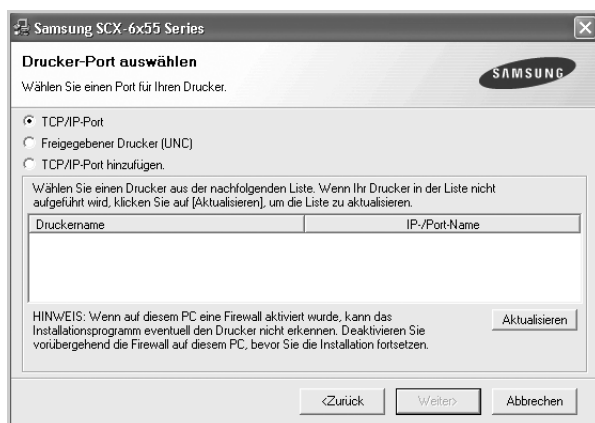 Samsung SCX-6x55 Series
Drucker-Port auswählen
Wählen Sie einen Port für Ihren Drucker.
SAMSUNG
TCP/IP-Port
Freigegebener Drucker (UNC)
TCP/IP-Port hinzufügen.
Wählen Sie einen Drucker aus der nachfolgenden Liste. Wenn Ihr Drucker in der Liste nicht
aufgeführt wird, klicken Sie auf [Aktualisieren], um die Liste zu aktualisieren.
Druckername IP-/Port-Name
HINWEIS: Wenn auf diesem PC eine Firewall aktiviert wurde, kann das
Installationsprogramm eventuell den Drucker nicht erkennen. Deaktivieren Sie
vorübergehend die Firewall auf diesem PC, bevor Sie die Installation fortsetzen.
Aktualisieren
<Zurück Weiter> Abbrechen